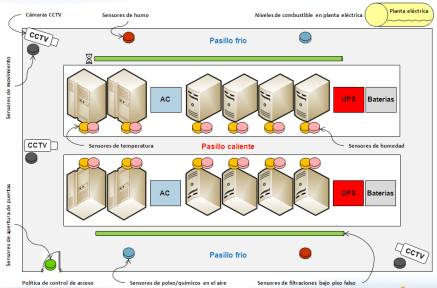 Cámaras CCTV
Sensores de humo
Niveles de combustible en planta eléctrica
Planta eléctrica
CCTV
Pasillo frío
Sensores de movimiento
AC
UPS
Baterías
Sensores de temperatura
Pasillo caliente
Sensores de humedad
CCTV
AC
UPS
Baterías
Sensores de apertura de puertas
Pasillo frío
CCTV
Política de control de acceso
Sensores de polvo/químicos en el aire
Sensores de filtraciones bajo piso falso